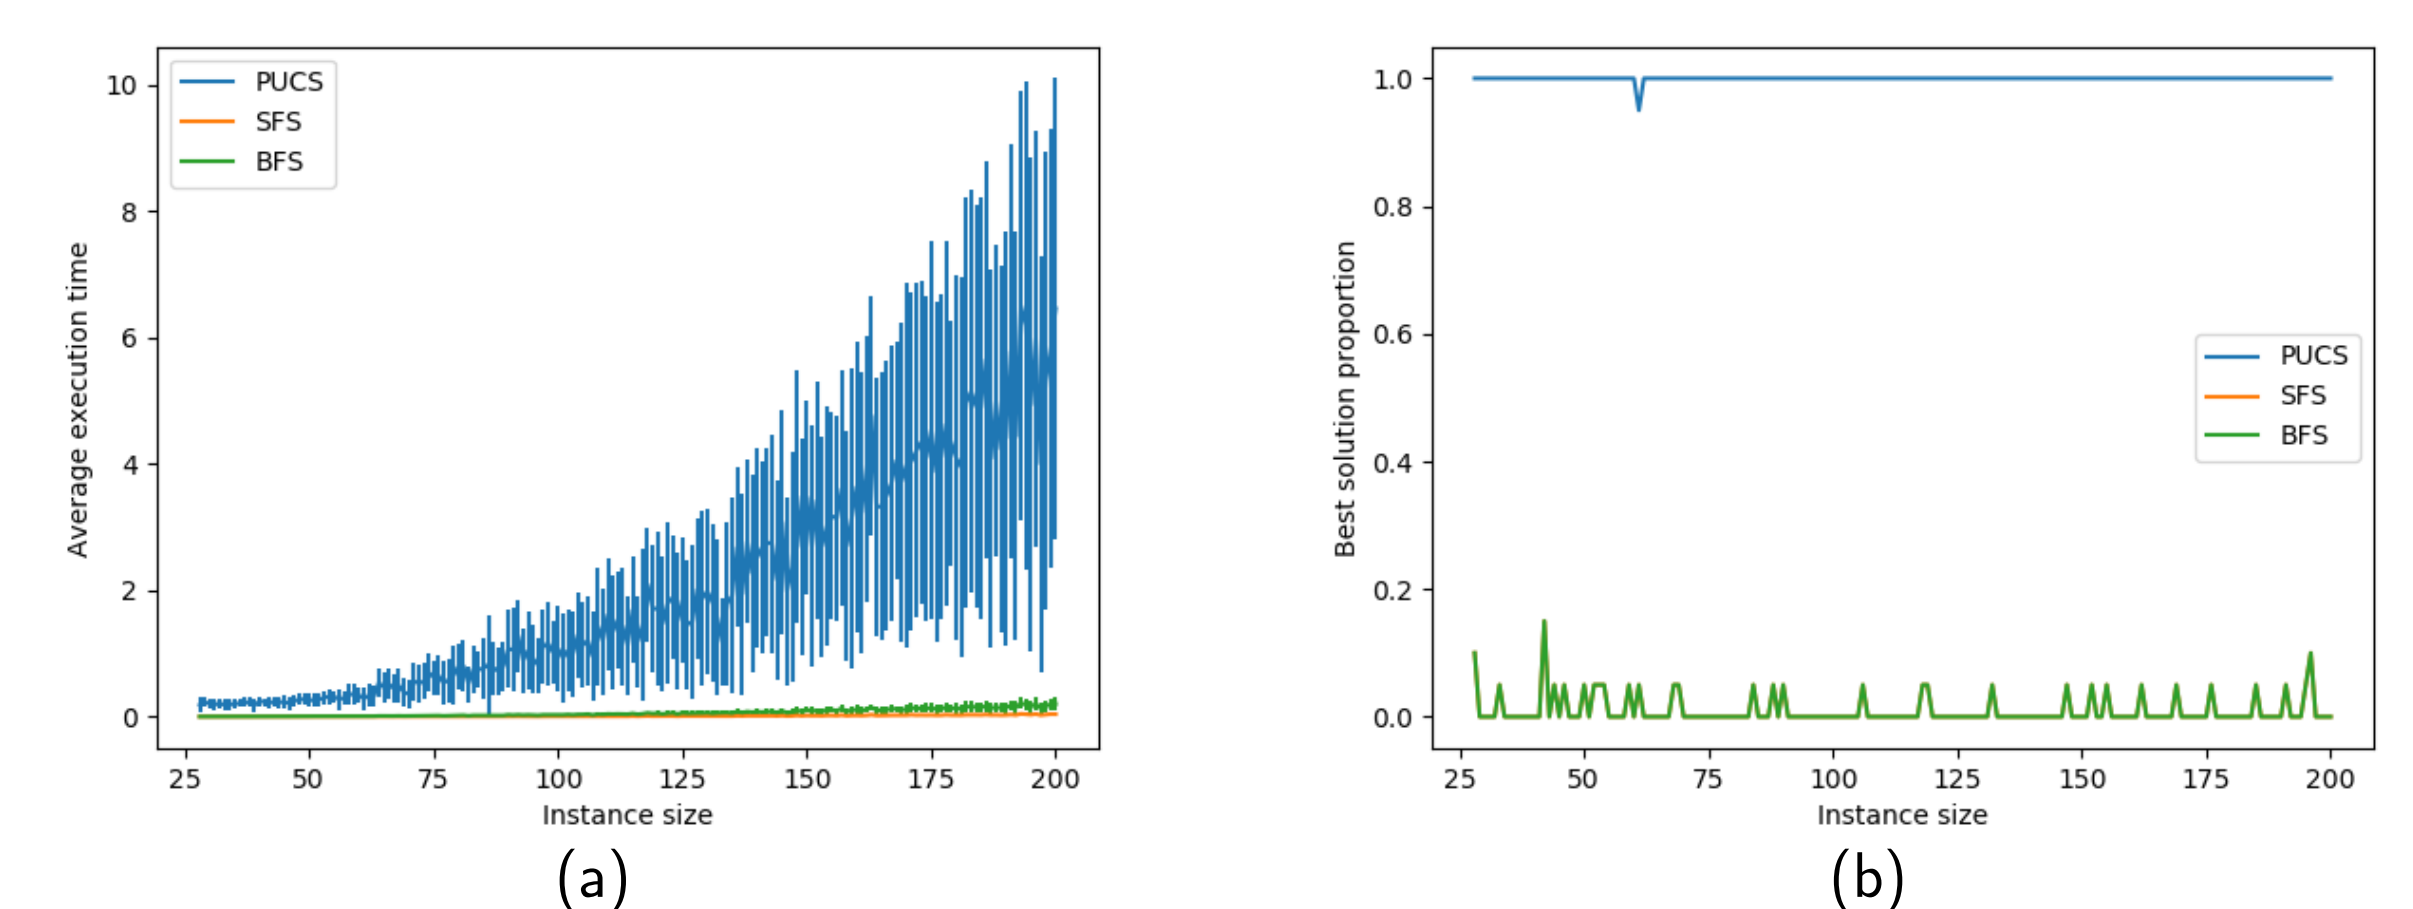 PUCS
SFS
BFS
10
8
6
4
2
0
Average execution time
25 50 75 100 125 150 175 200
Instance size
(a)
1.0
0.8
0.6
0.4
0.2
0.0
Best solution proportion
PUCS
SFS
BFS
25 50 75 100 125 150 175 200
Instance size
(b)